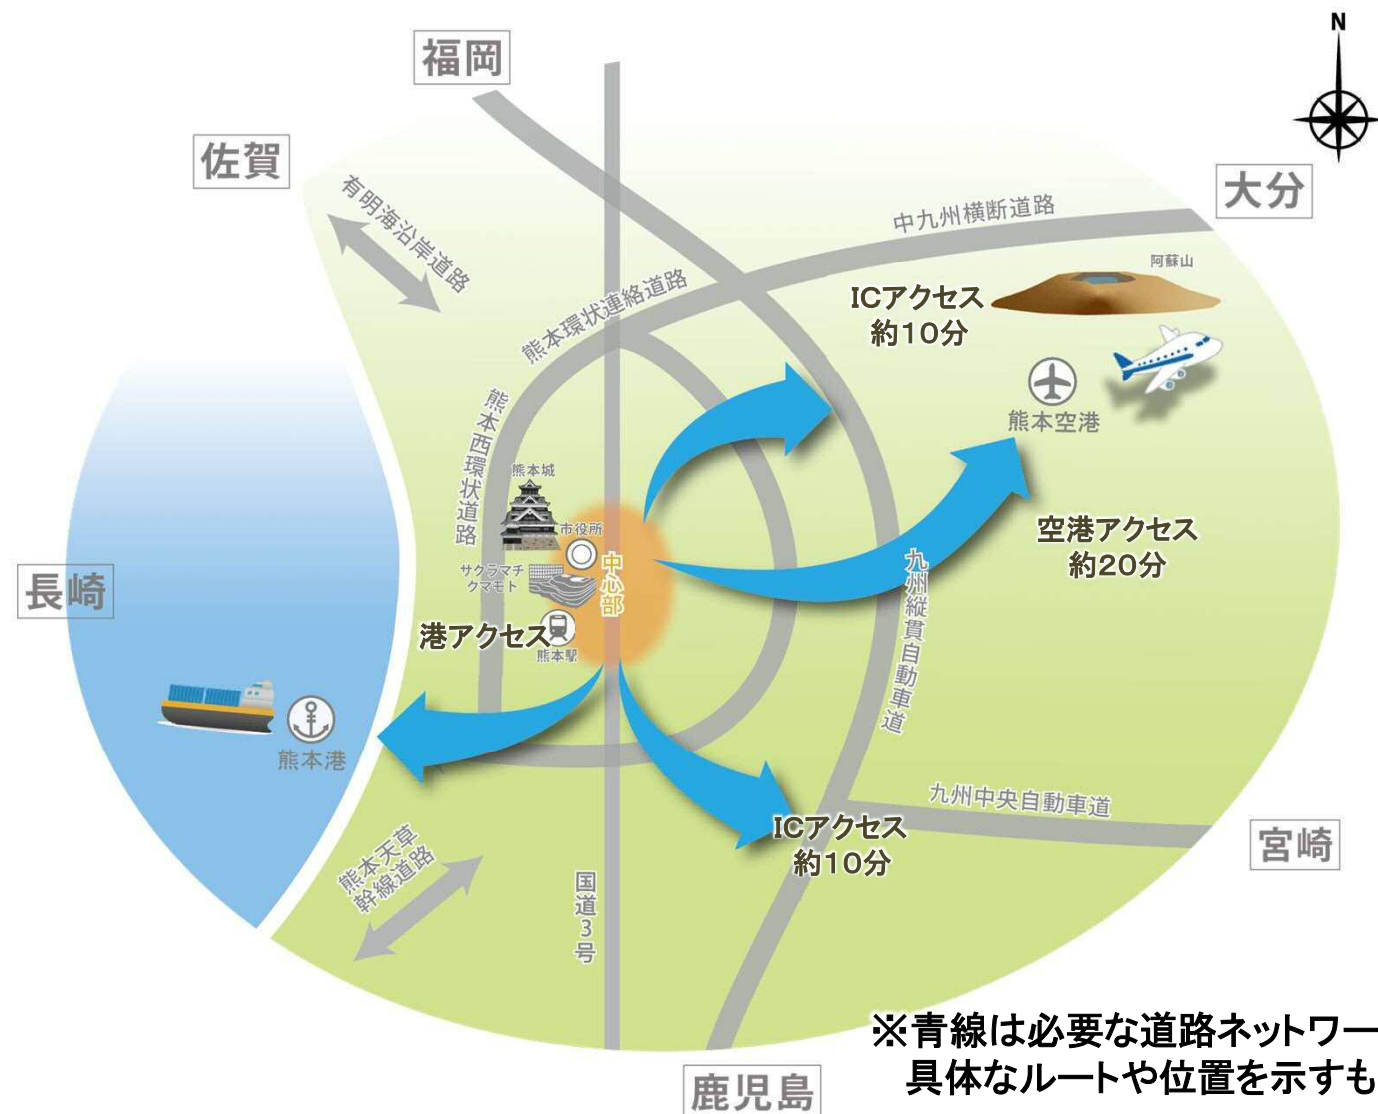 N
福岡
佐賀
大分
有明海沿岸道路
中九州横断道路
阿蘇山
熊本環状連絡道路
ICアクセス
約10分
熊本空港
熊本西環状道路
熊本城
市役所
中心部
サクラマチ
クマモト
空港アクセス
約20分
九州縦貫自動車道
長崎
港アクセス
熊本駅
熊本港
九州中央自動車道
ICアクセス
約10分
宮崎
熊本天草
幹線道路
国道3号
※青線は必要な道路ネットワー
具体なルートや位置を示すも
鹿児島